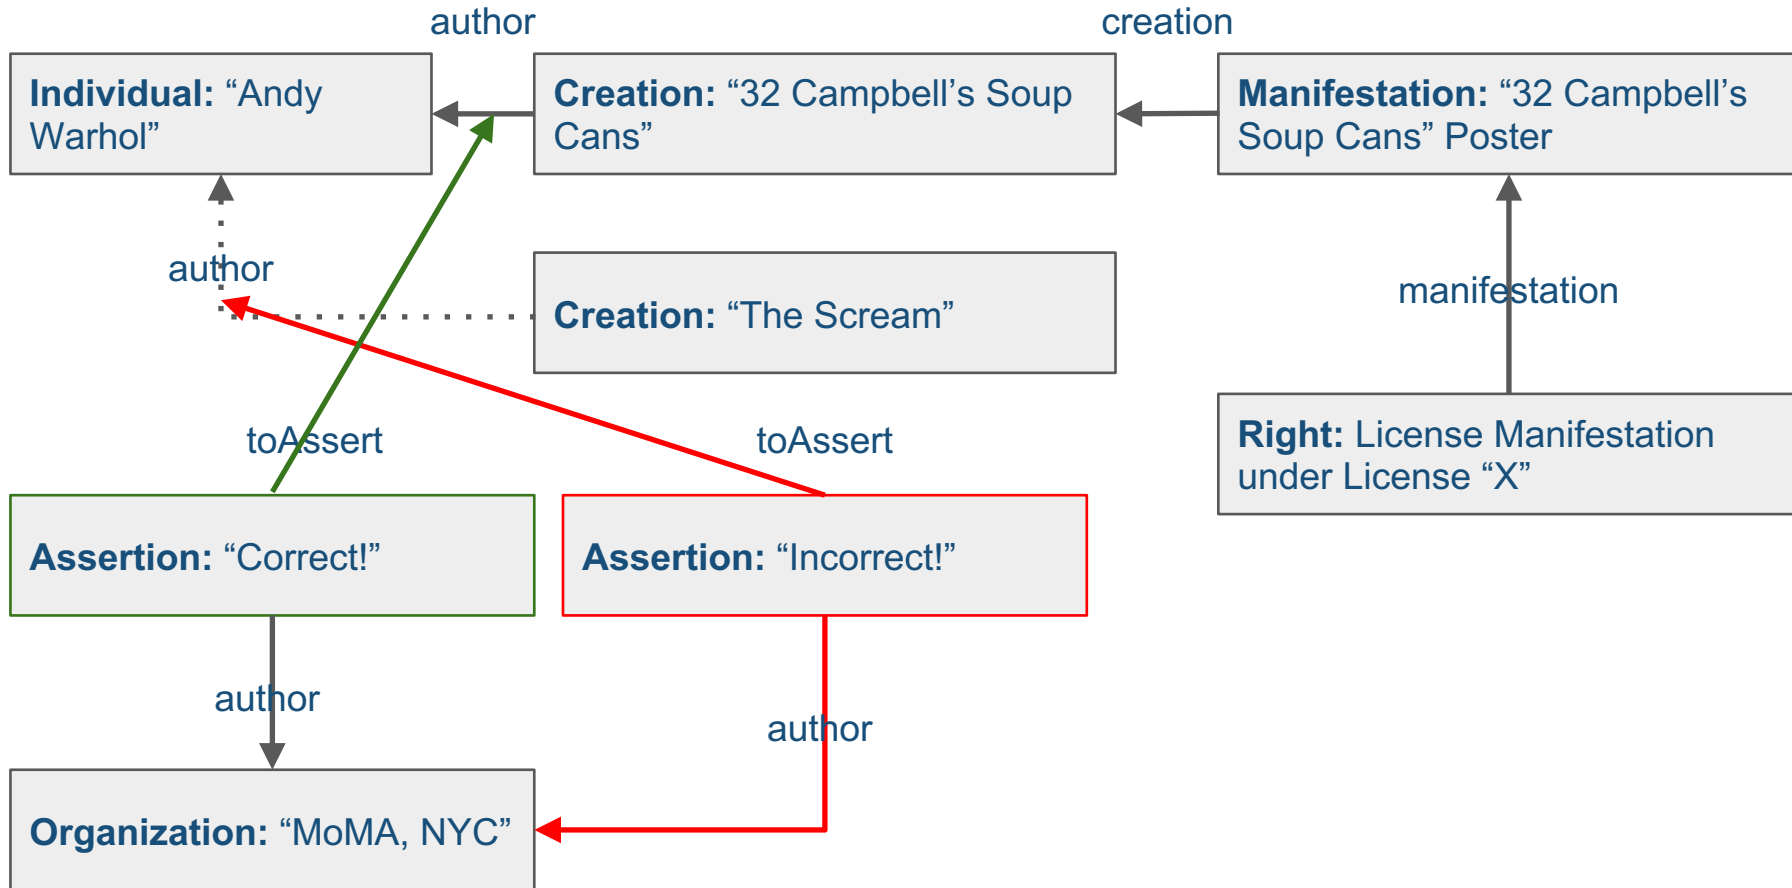 author
creation
Individual: “Andy
Warhol”
Creation: “32 Campbell’s Soup
Cans”
Manifestation: “32 Campbell’s
Soup Cans” Poster
author
Creation: “The Scream”
manifestation
toAssert
toAssert
Right: License Manifestation
under License “X”
Assertion: “Correct!”
Assertion: “Incorrect!”
author
author
Organization: “MoMA, NYC”